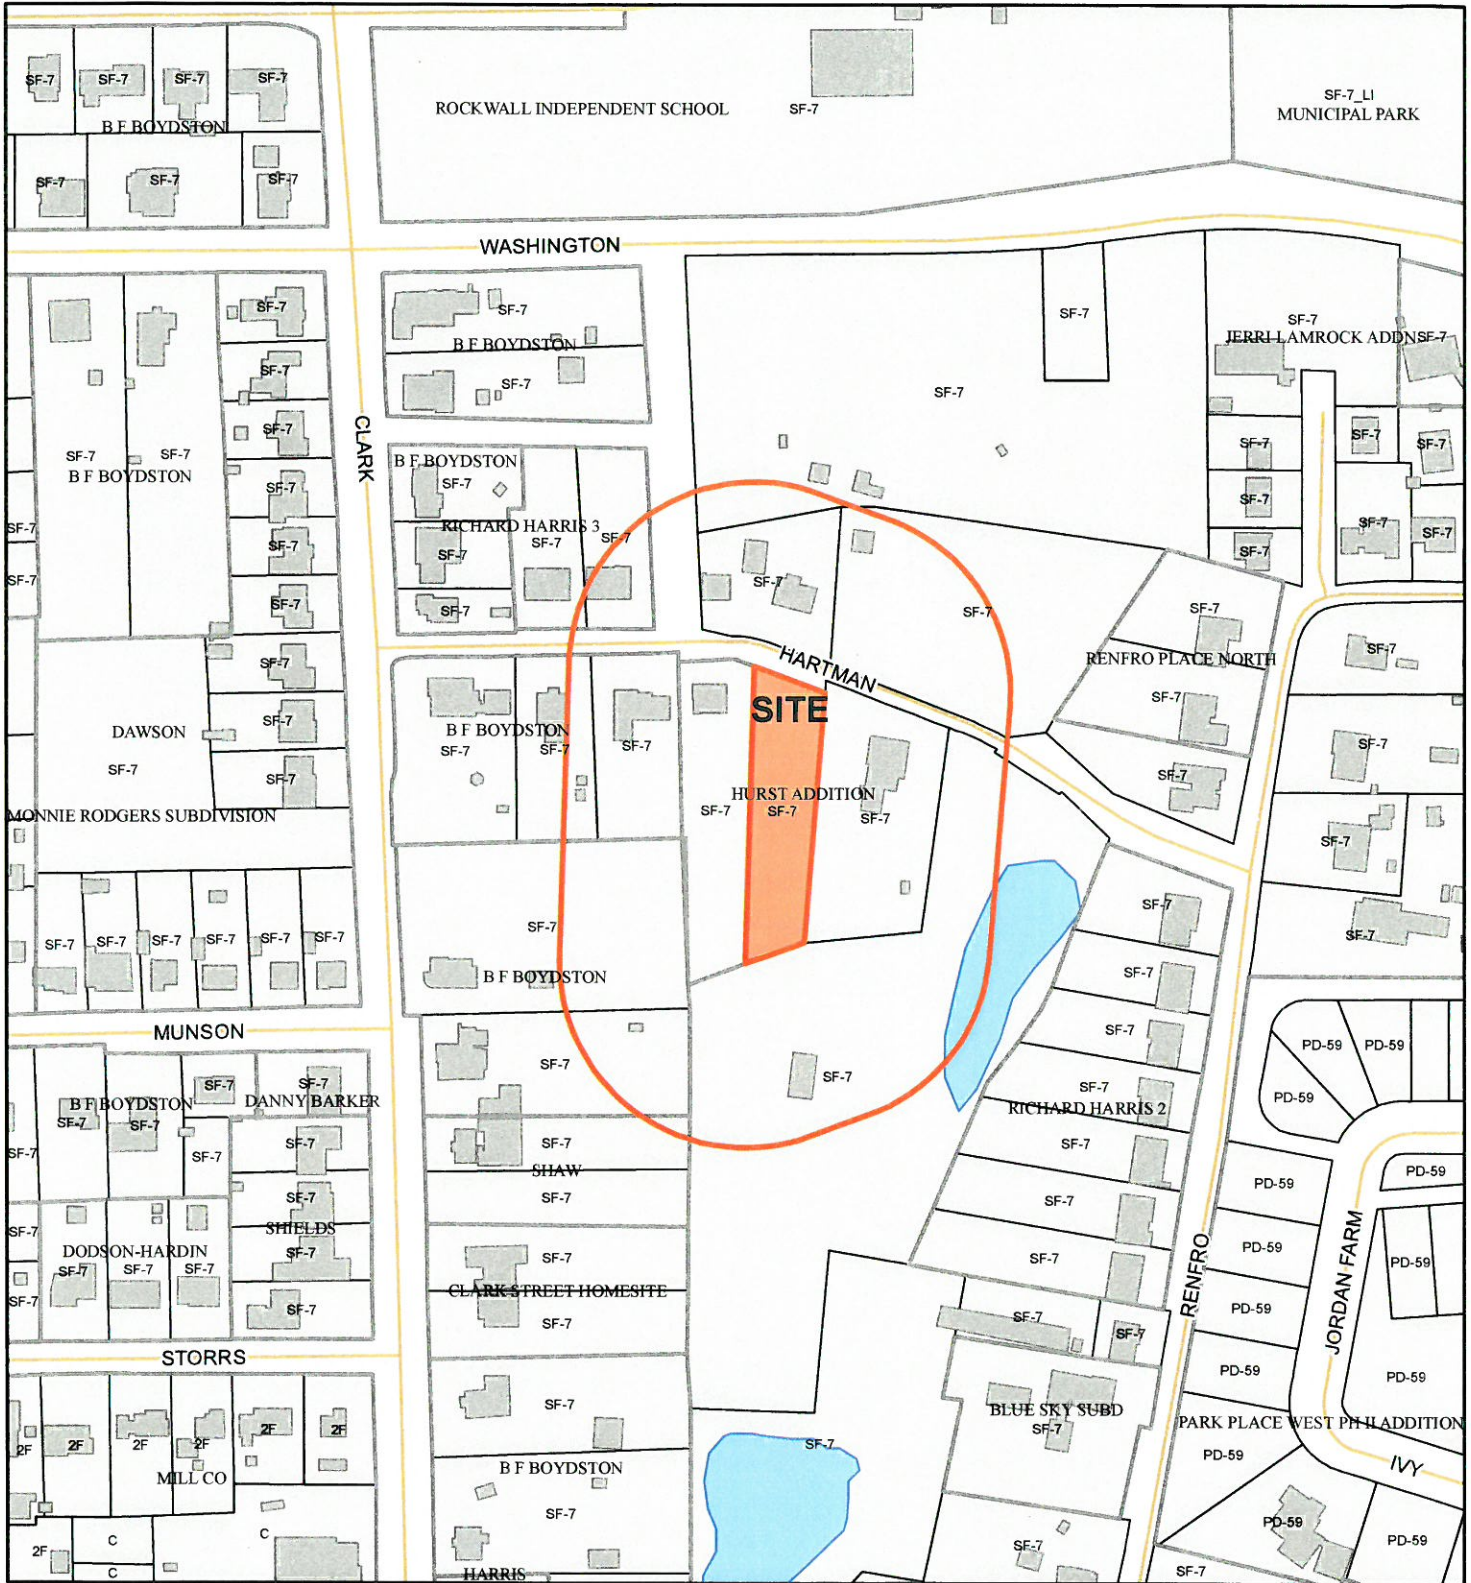 SF-7 SF-7 SF-7 SF-7
B F BOYDSTON
SF-7 SF-7 SF-7
ROCKWALL INDEPENDENT SCHOOL SF-7
SF-7_LI
MUNICIPAL PARK
WASHINGTON
CLARK
SF-7
SF-7
SF-7
SF-7
SF-7
SF-7
SF-7
SF-7
SF-7
SF-7 SF-7
B F BOYDSTON
SF-7
SF-7
SF-7
B F BOYDSTON
SF-7
B F BOYDSTON
SF-7
RICHARD HARRIS 3
SF-7 SF-7 SF-7
SF-7
SF-7
SF-7
SF-7
JERRI LAMROCK ADDN SF-7
SF-7 SF-7 SF-7
SF-7
SF-7 SF-7 SF-7
SF-7
SF-7
HARTMAN
SF-7
RENFRO PLACE NORTH
SF-7
SF-7
SF-7
SF-7
SF-7
SF-7
DAWSON
SF-7
MONNIE RODGERS SUBDIVISION
B F BOYDSTON
SF-7 SF-7 SF-7
SITE
HURST ADDITION
SF-7 SF-7 SF-7
SF-7 SF-7 SF-7 SF-7 SF-7 SF-7
SF-7
B F BOYDSTON
MUNSON
SF-7
SF-7
SF-7
SF-7
SF-7
RICHARD HARRIS 2
SF-7
SF-7
SF-7
PD-59 PD-59
PD-59
SF-7 SF-7
B F BOYDSTON DANNY BARKER
SF-7 SF-7
SF-7 SF-7 SF-7
SF-7
SHAW
SF-7
SF-7
SHIELDS
SF-7
SF-7
DODSON-HARDIN
SF-7 SF-7 SF-7
SF-7
SF-7
SF-7
CLARK STREET HOMESITE
SF-7
PD-59
PD-59
PD-59
PD-59
PD-59
PD-59
PD-59
RENFRO
JORDAN FARM
STORRS
SF-7 SF-7
2F 2F 2F 2F 2F 2F
MILL CO
2F C C
C
SF-7
B F BOYDSTON
SF-7
HARRIS
SF-7
BLUE SKY SUBD
SF-7
SF-7
PARK PLACE WEST PH II ADDITION
PD-59
IVY
PD-59 PD-59
SF-7